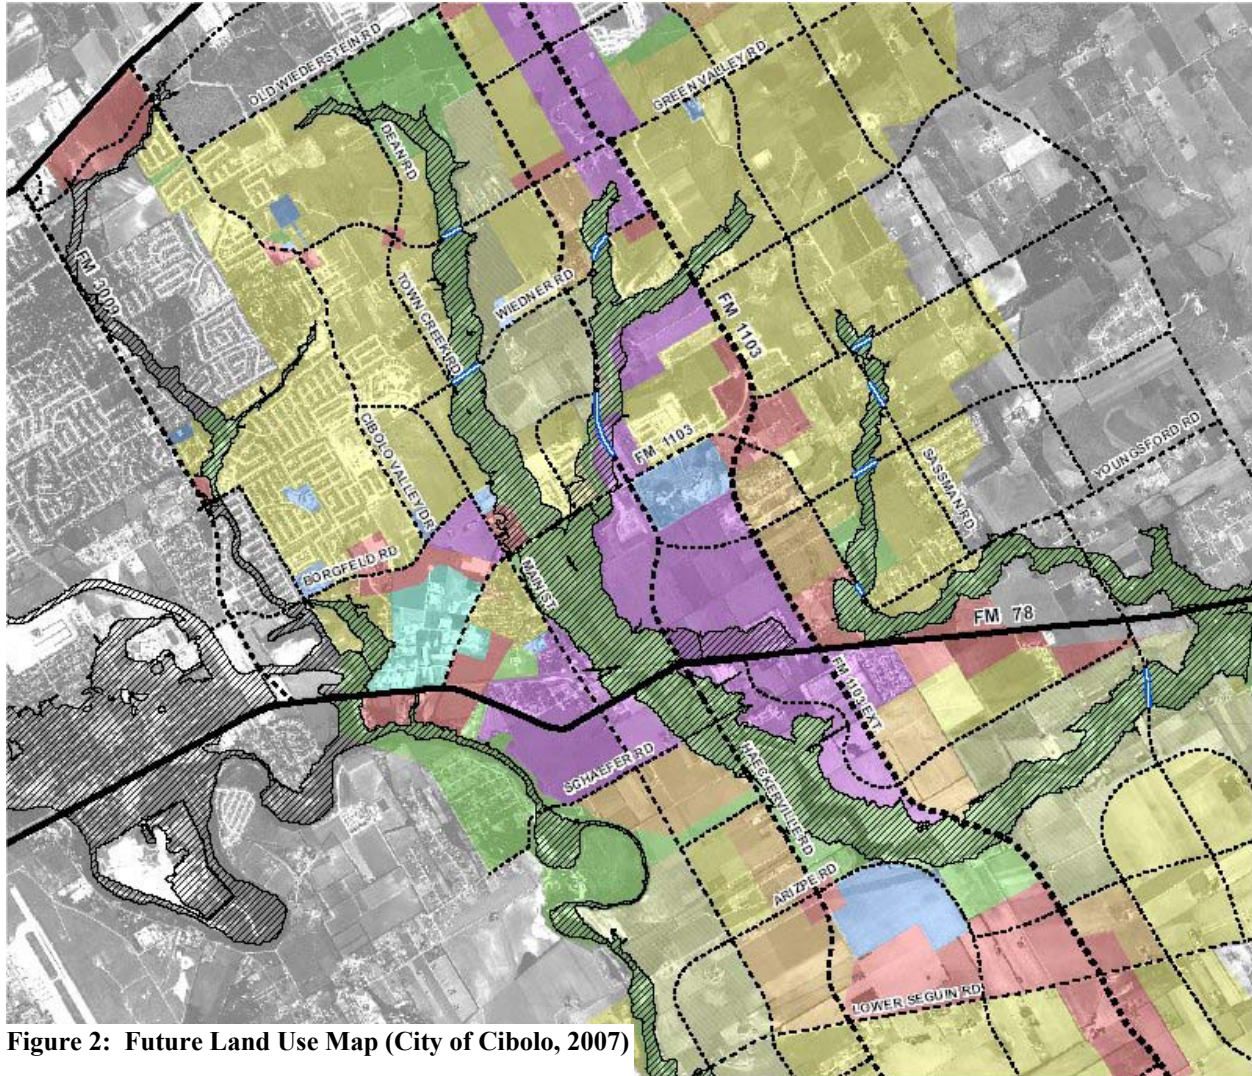 OLD WIEDERSTEIN RD
GREEN VALLEY RD
DEAN RD
FM 3009
TOWN CREEK RD
WIEDNER RD
FM 1103
CIBOLO VALLEY DR
FM 1103
SASSMAN RD
YOUNGSFORD RD
BORGFELD RD
MAIN ST
FM 78
FM 1103 EXT.
SCHAEFER RD
HAECKERVILLE RD
ARIZPE RD
LOWER SEGUIN RD
Figure 2: Future Land Use Map (City of Cibolo, 2007)